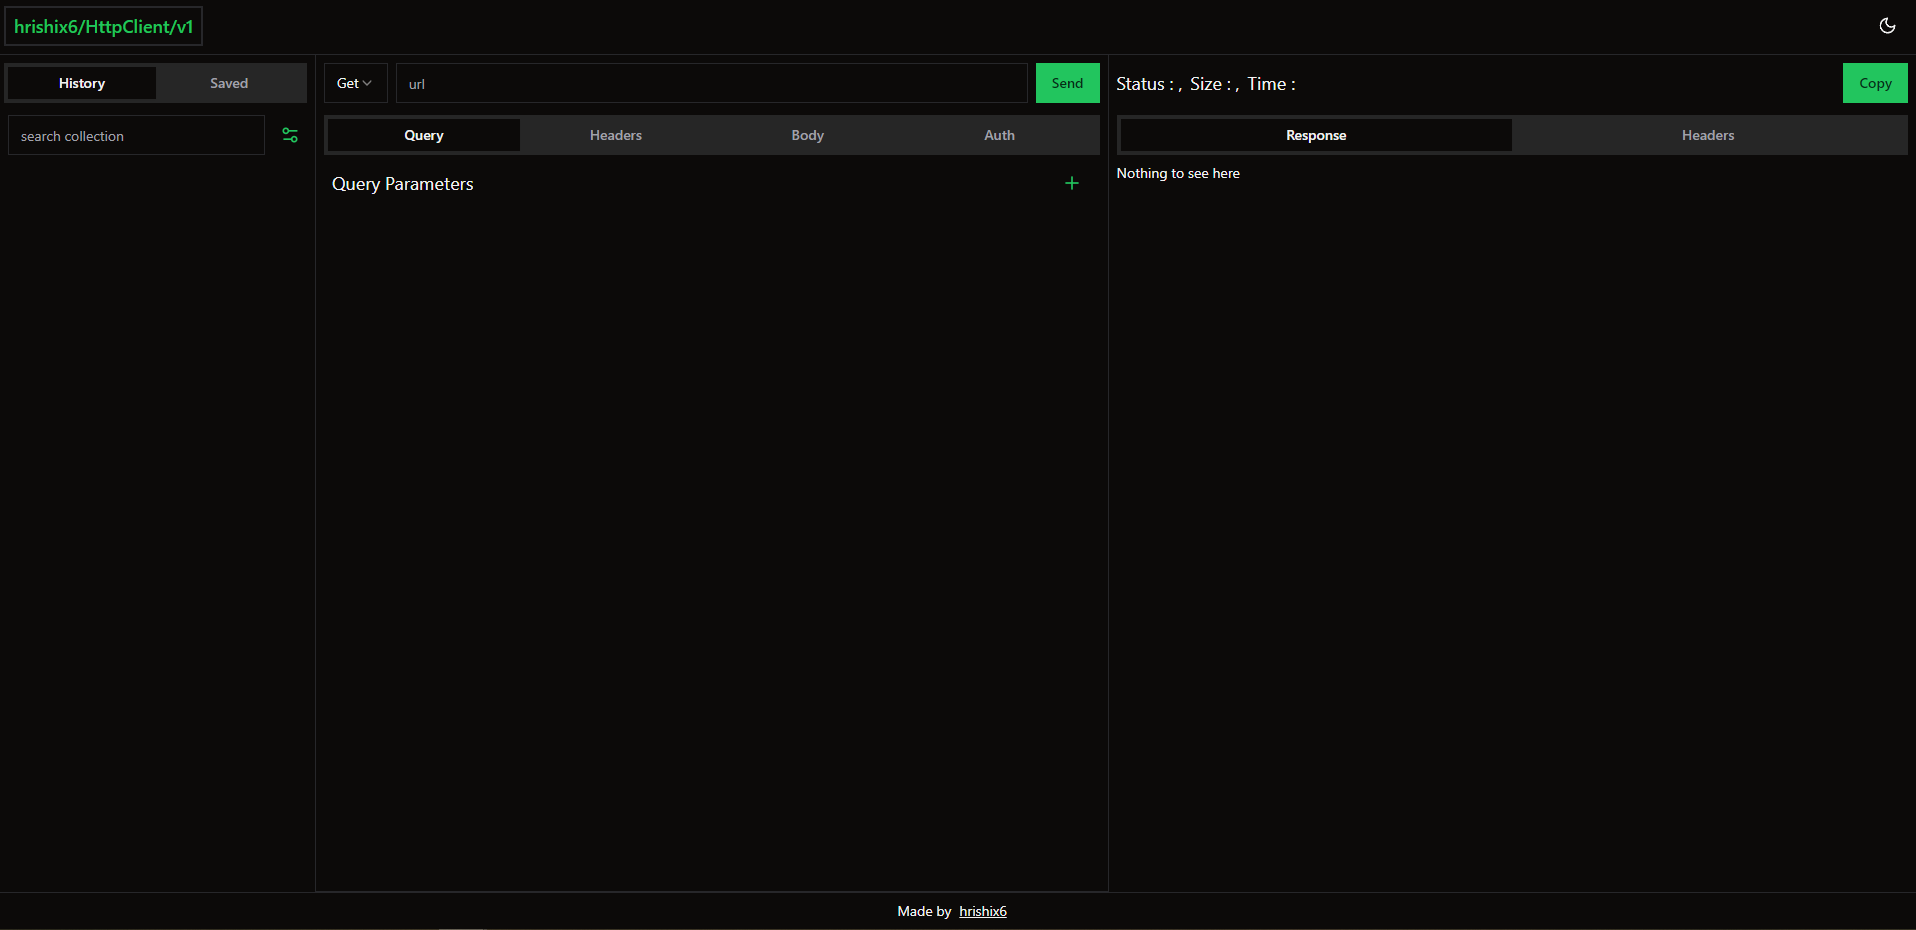 hrishix6/HttpClient/v1
History
Saved
search collection
Get
url
Send
Query
Headers
Body
Auth
Query Parameters
Status : , Size : , Time :
Copy
Response
Headers
Nothing to see here
Made by hrishix6